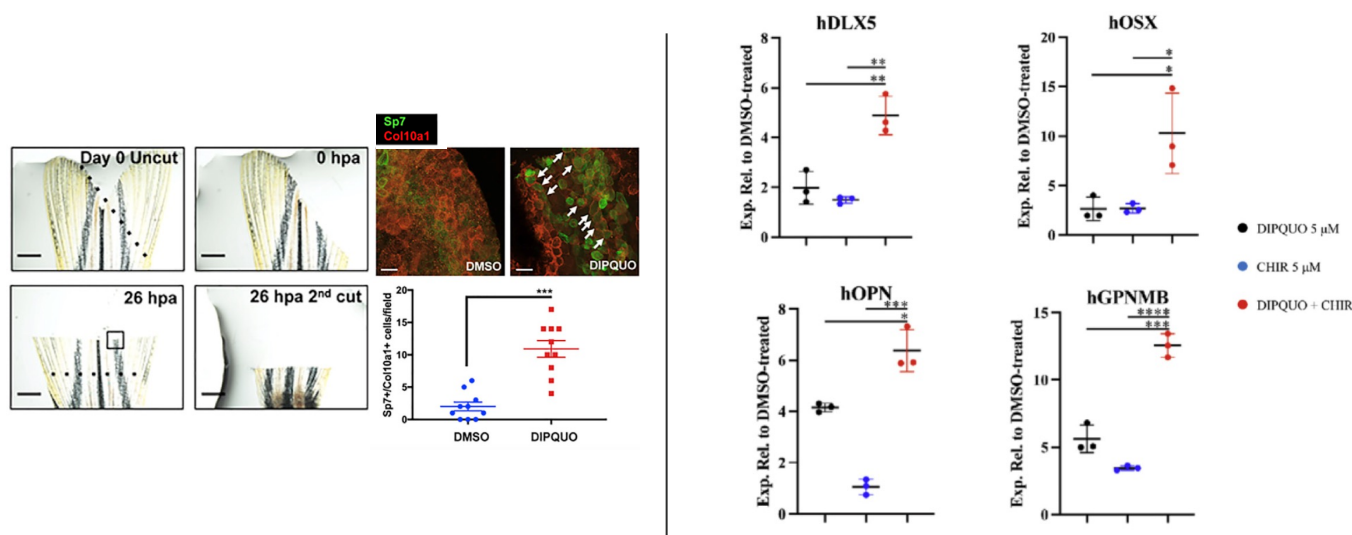 Day 0 Uncut
0 hpa
26 hpa
26 hpa 2nd cut
Sp7
Col10a1
DMSO
DIPQUO
Sp7+/Col10a1+ cells/field
20
15
10
5
0
***
DMSO
DIPQUO
hDLX5
Exp. Rel. to DMSO-treated
8
6
4
2
0
**
**
hOSX
Exp. Rel. to DMSO-treated
20
15
10
5
0
*
*
hOPN
Exp. Rel. to DMSO-treated
8
6
4
2
0
***
*
hGPNMB
Exp. Rel. to DMSO-treated
15
10
5
0
****
***
DIPQUO 5 μM
CHIR 5 μM
DIPQUO + CHIR